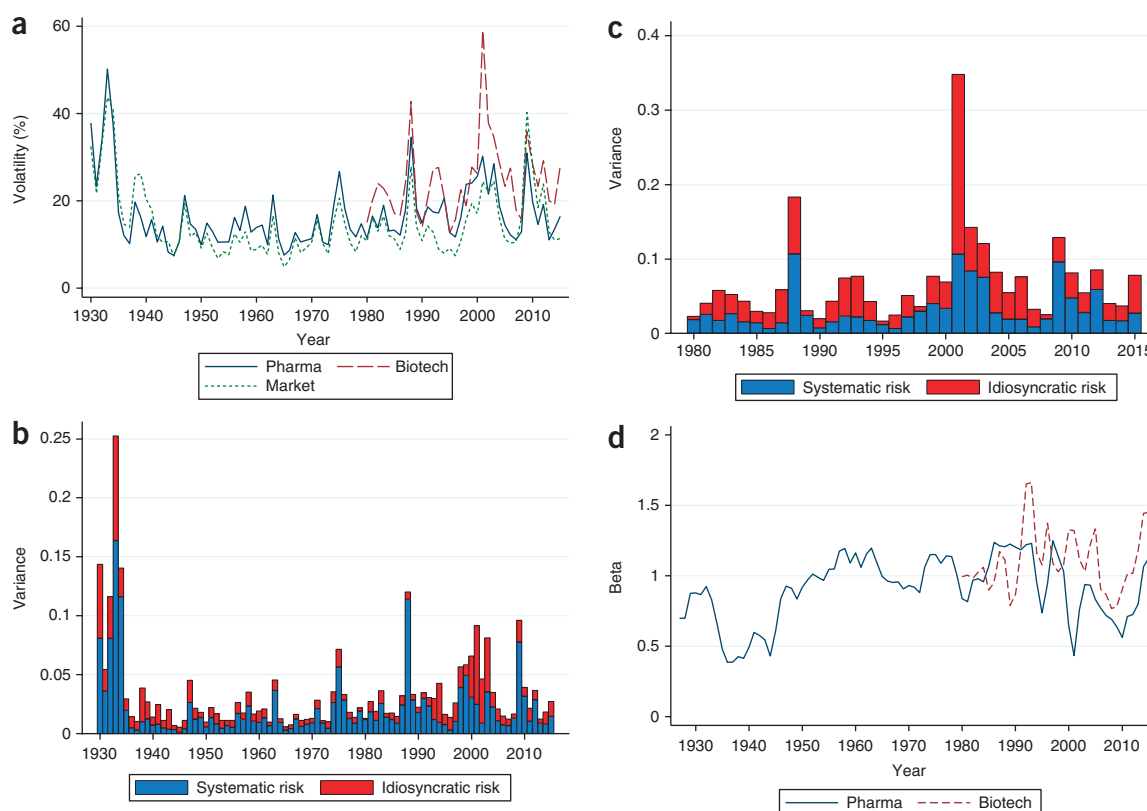 a
60
40
20
0
Volatility (%)
1930 1940 1950 1960 1970 1980 1990 2000 2010
Year
Pharma Biotech
Market
b
0.25
0.2
0.15
0.1
0.05
0
Variance
1930 1940 1950 1960 1970 1980 1990 2000 2010
Systematic risk Idiosyncratic risk
c
0.4
0.3
0.2
0.1
0
Variance
1980 1985 1990 1995 2000 2005 2010 2015
Systematic risk Idiosyncratic risk
d
2
1.5
1
0.5
0
Beta
1930 1940 1950 1960 1970 1980 1990 2000 2010
Year
Pharma Biotech